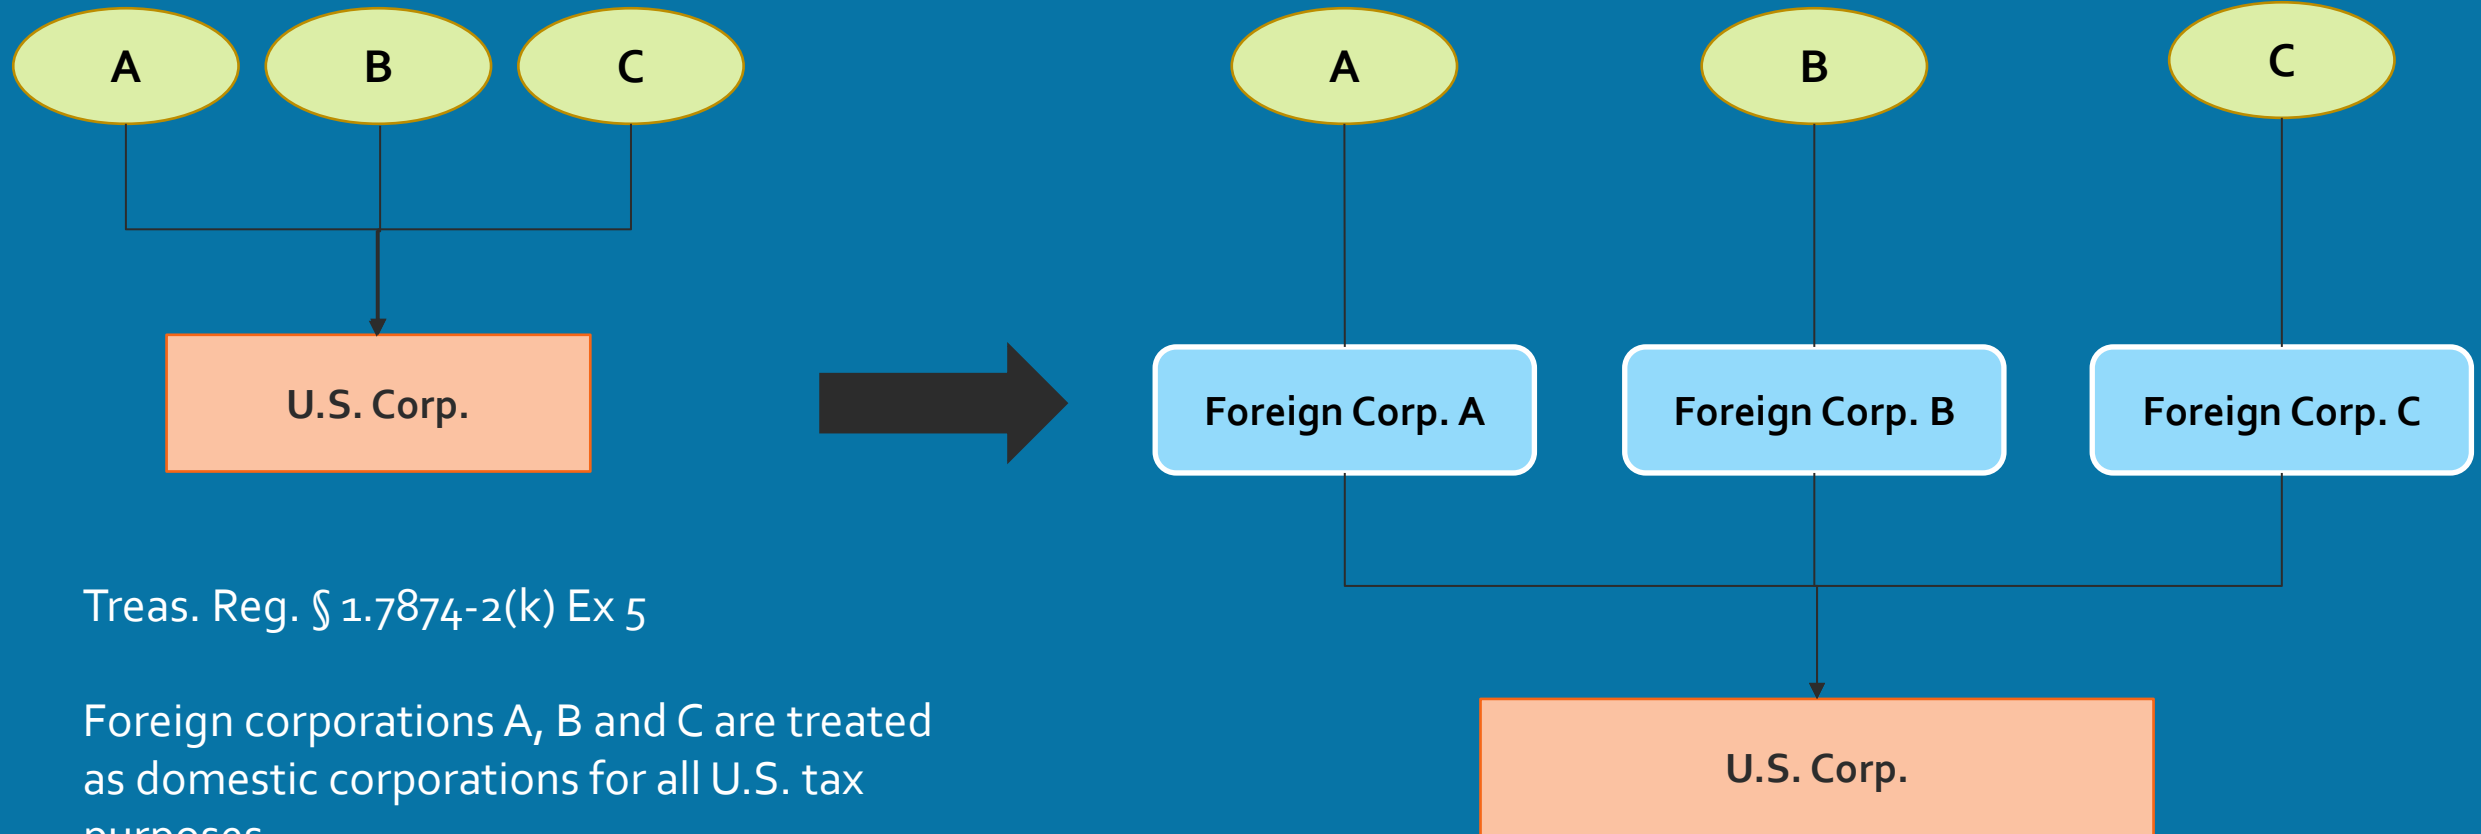 A
B
C
U.S. Corp.
Treas. Reg. § 1.7874-2(k) Ex 5
Foreign corporations A, B and C are treated
as domestic corporations for all U.S. tax
purposes
A
B
C
Foreign Corp. A
Foreign Corp. B
Foreign Corp. C
U.S. Corp.